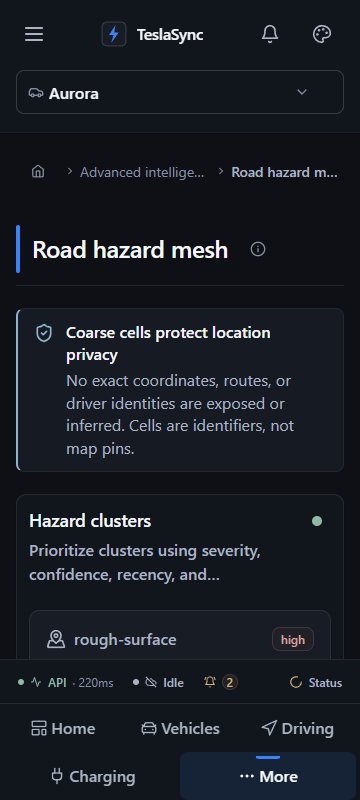 TeslaSync
Aurora
Advanced intellige... Road hazard m...
Road hazard mesh
Coarse cells protect location
privacy
No exact coordinates, routes, or
driver identities are exposed or
inferred. Cells are identifiers, not
map pins.
Hazard clusters
Prioritize clusters using severity,
confidence, recency, and...
rough-surface high
API · 220ms Idle 2 Status
Home Vehicles Driving
Charging More